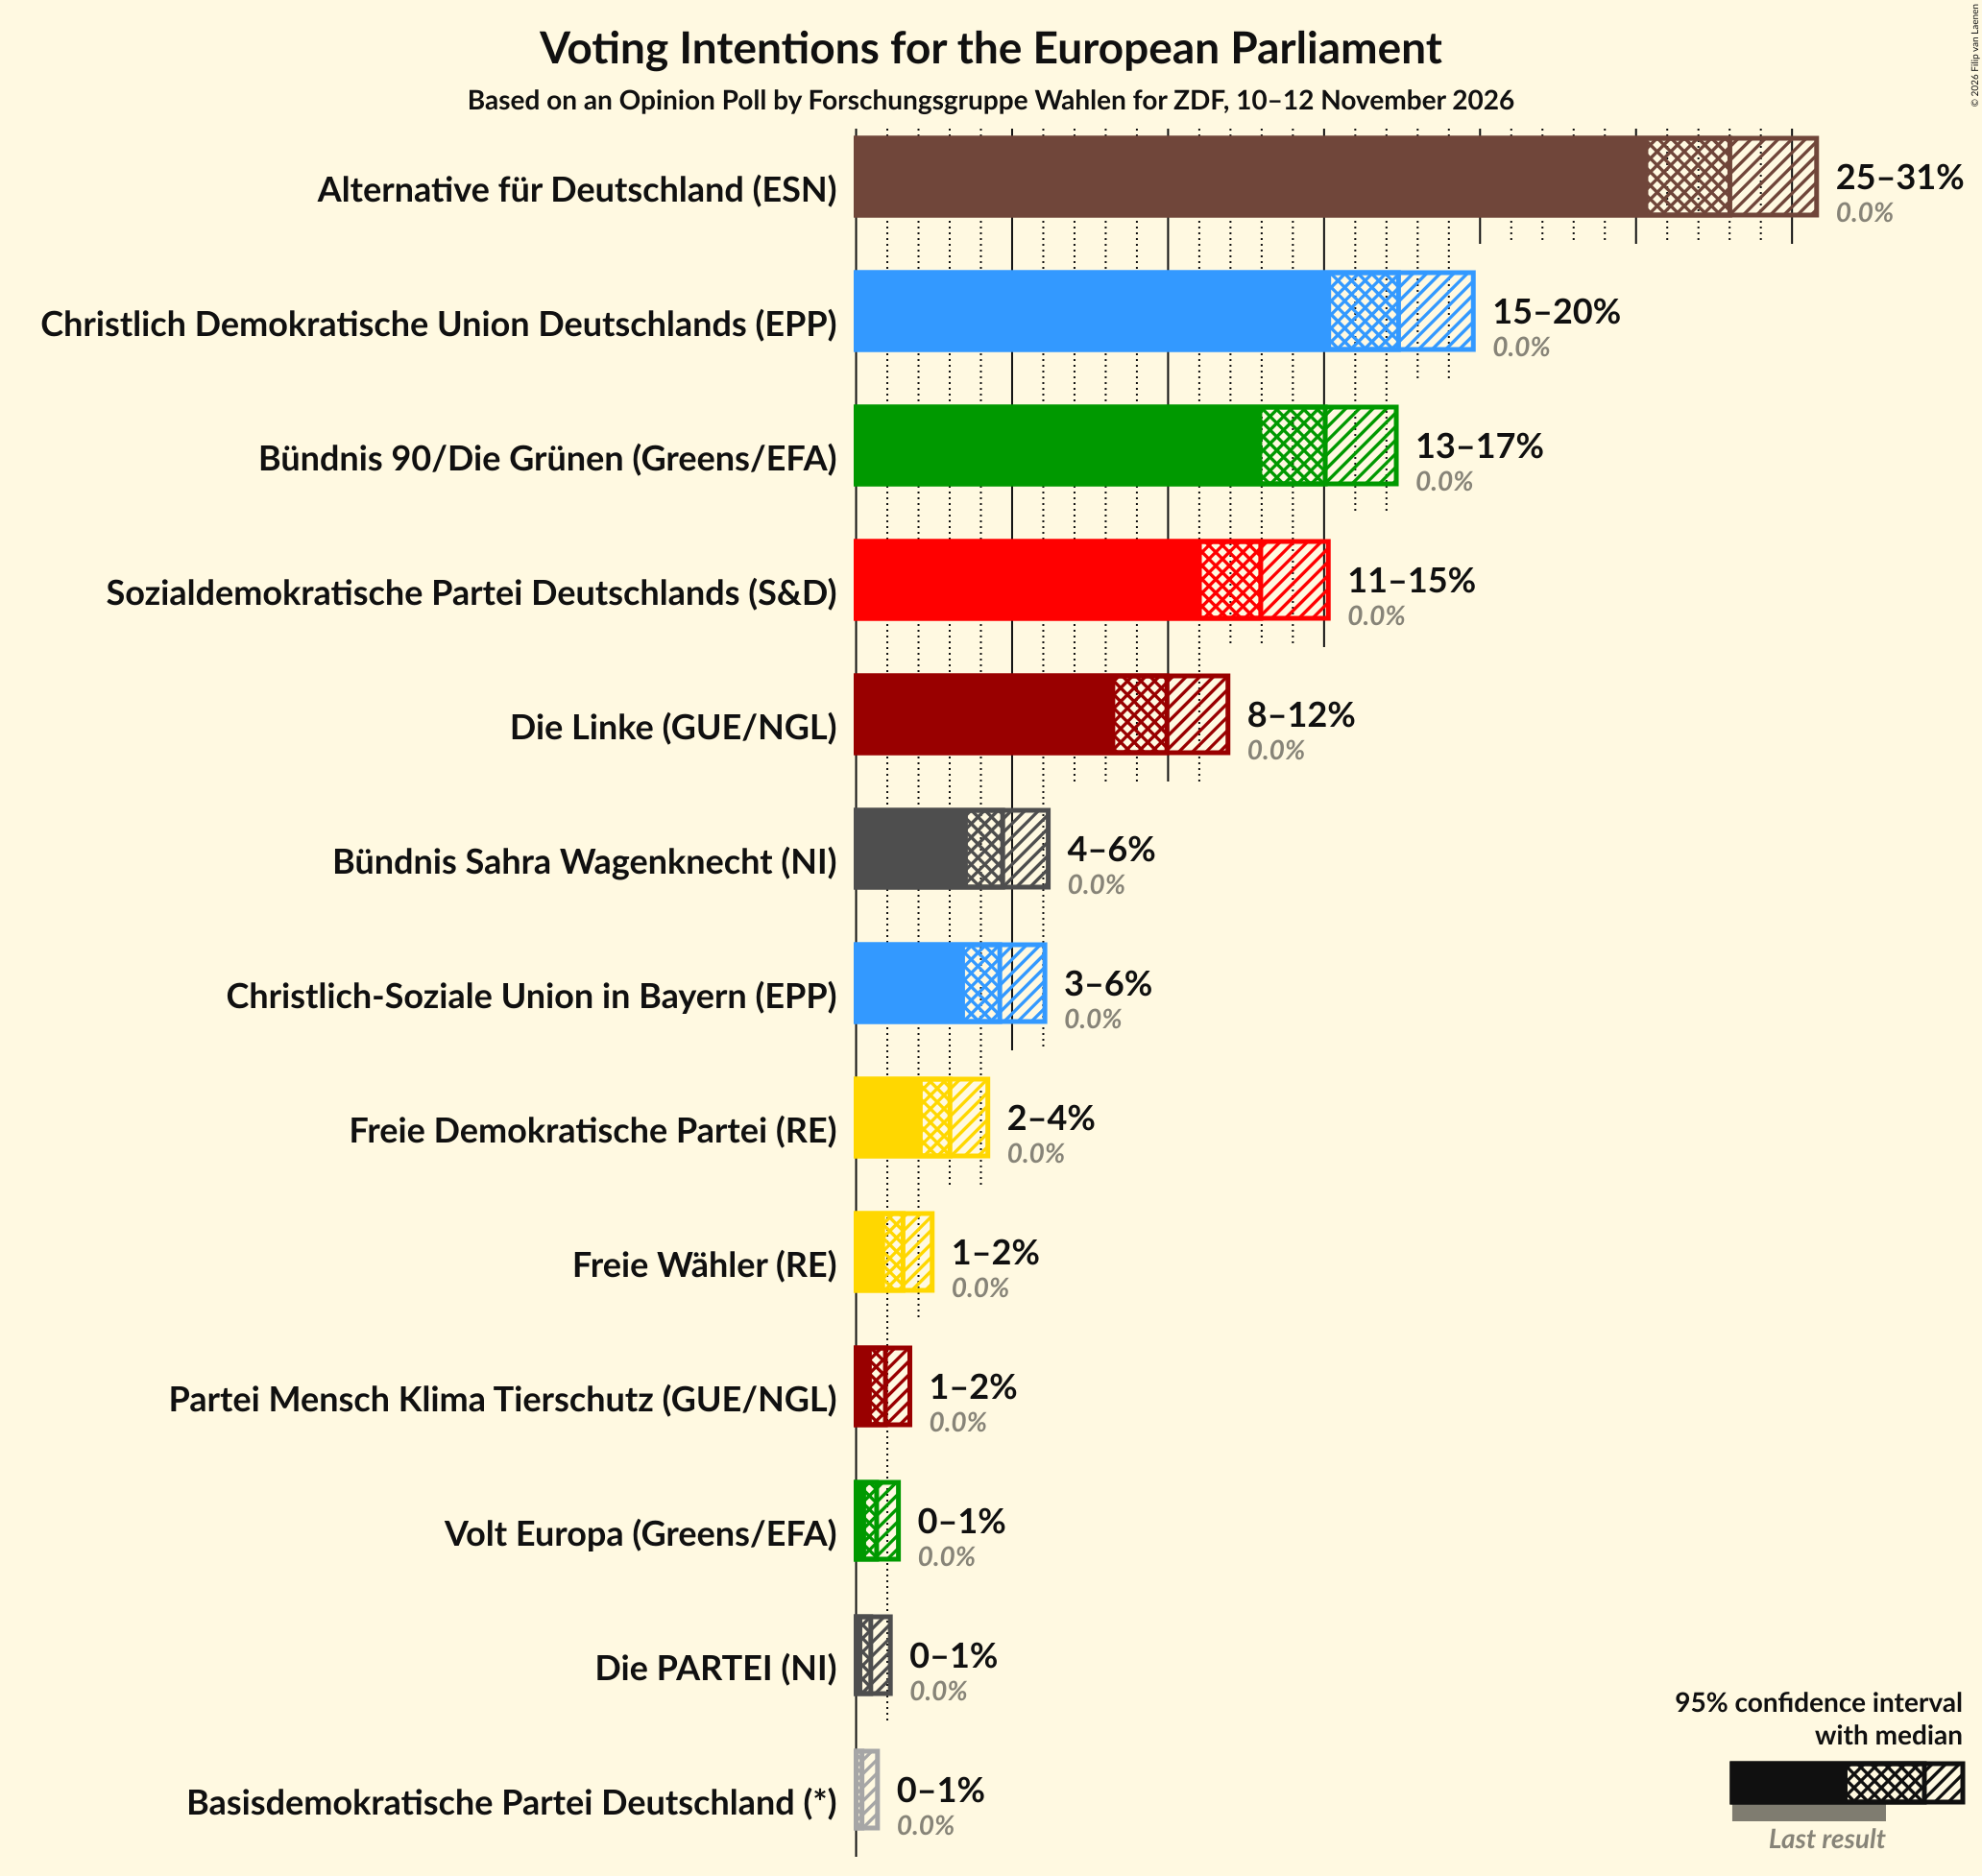 Voting Intentions for the European Parliament
Based on an Opinion Poll by Forschungsgruppe Wahlen for ZDF, 10–12 November 2026
© 2026 Filip van Laenen
Alternative für Deutschland (ESN)
25–31%
0.0%
Christlich Demokratische Union Deutschlands (EPP)
15–20%
0.0%
Bündnis 90/Die Grünen (Greens/EFA)
13–17%
0.0%
Sozialdemokratische Partei Deutschlands (S&D)
11–15%
0.0%
Die Linke (GUE/NGL)
8–12%
0.0%
Bündnis Sahra Wagenknecht (NI)
4–6%
0.0%
Christlich-Soziale Union in Bayern (EPP)
3–6%
0.0%
Freie Demokratische Partei (RE)
2–4%
0.0%
Freie Wähler (RE)
1–2%
0.0%
Partei Mensch Klima Tierschutz (GUE/NGL)
1–2%
0.0%
Volt Europa (Greens/EFA)
0–1%
0.0%
Die PARTEI (NI)
0–1%
0.0%
Basisdemokratische Partei Deutschland (*)
0–1%
0.0%
95% confidence interval
with median
Last result